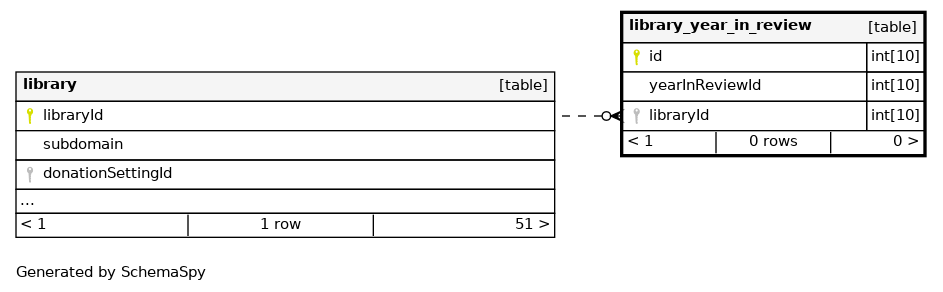 library_year_in_review [table]
id int[10]
yearInReviewId int[10]
libraryId int[10]
< 1 0 rows 0 >
library [table]
libraryId
subdomain
donationSettingId
...
< 1 1 row 51 >
Generated by SchemaSpy